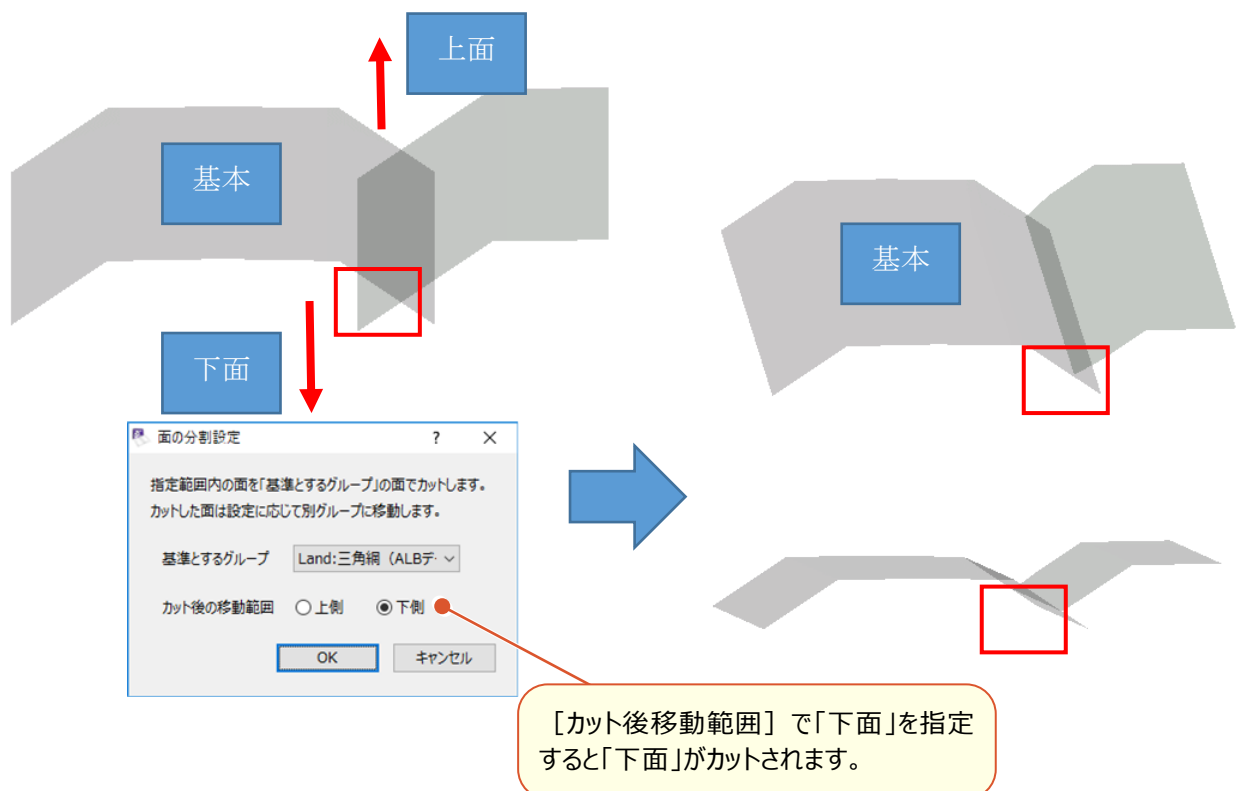 上面
基本
基本
下面
面の分割設定 ? ×
指定範囲内の面を「基準とするグループ」の面でカットします。
カットした面は設定に応じて別グループに移動します。
基準とするグループ Land:三角網（ALBデ･
カット後の移動範囲 上側 下側
OK キャンセル
［カット後移動範囲］で「下面」を指定
すると「下面」がカットされます。